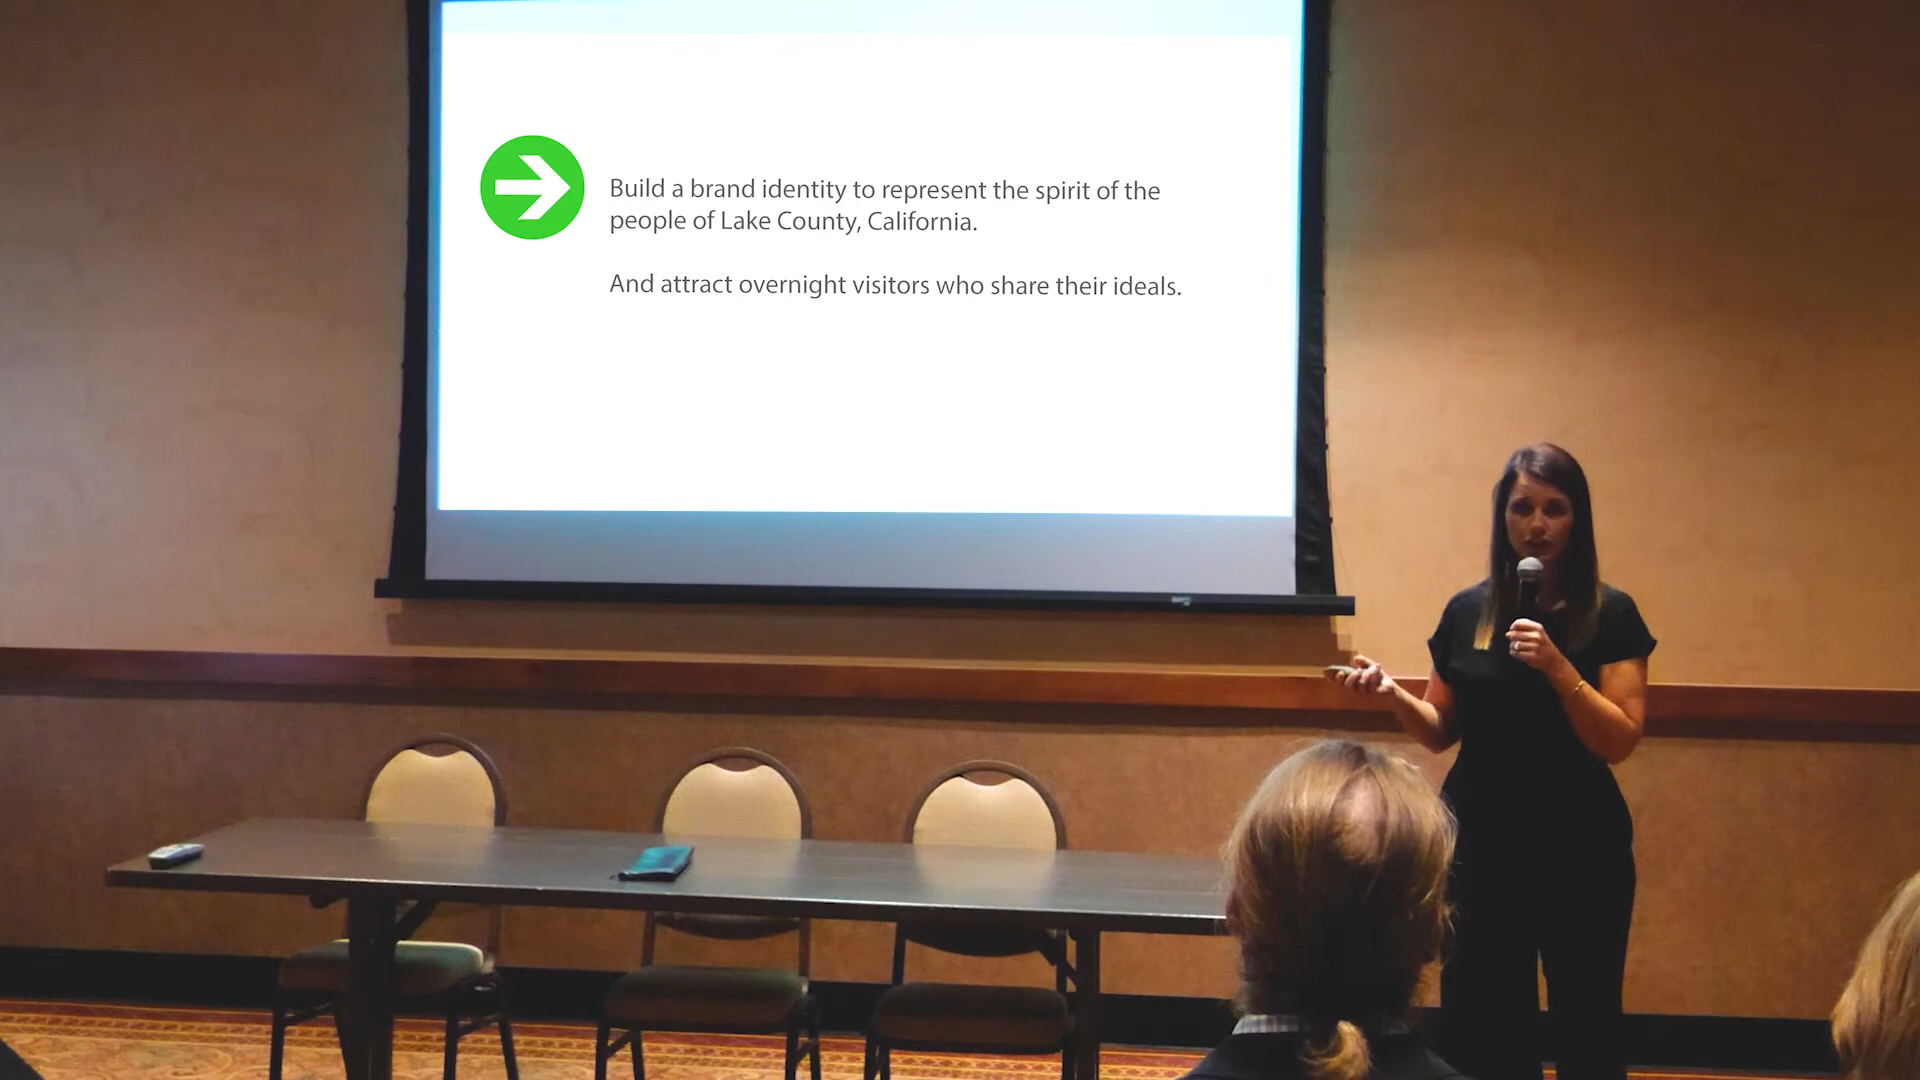 Build a brand identity to represent the spirit of the
people of Lake County, California.
And attract overnight visitors who share their ideals.